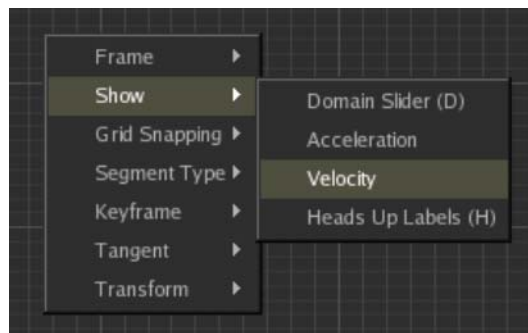 Frame
Show
Grid Snapping
Segment Type
Keyframe
Tangent
Transform
Domain Slider (D)
Acceleration
Velocity
Heads Up Labels (H)